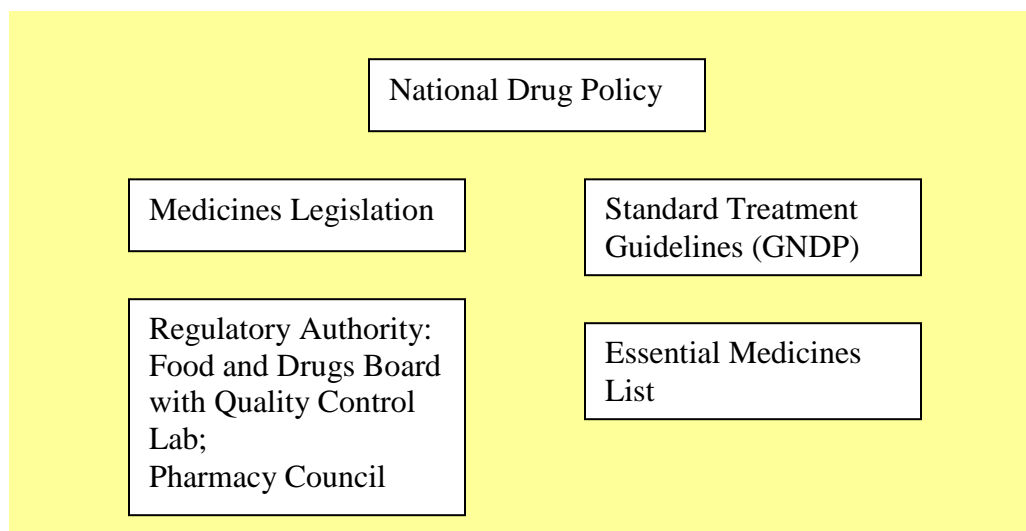 National Drug Policy
Medicines Legislation
Standard Treatment
Guidelines (GNDP)
Regulatory Authority:
Food and Drugs Board
with Quality Control
Lab;
Pharmacy Council
Essential Medicines
List